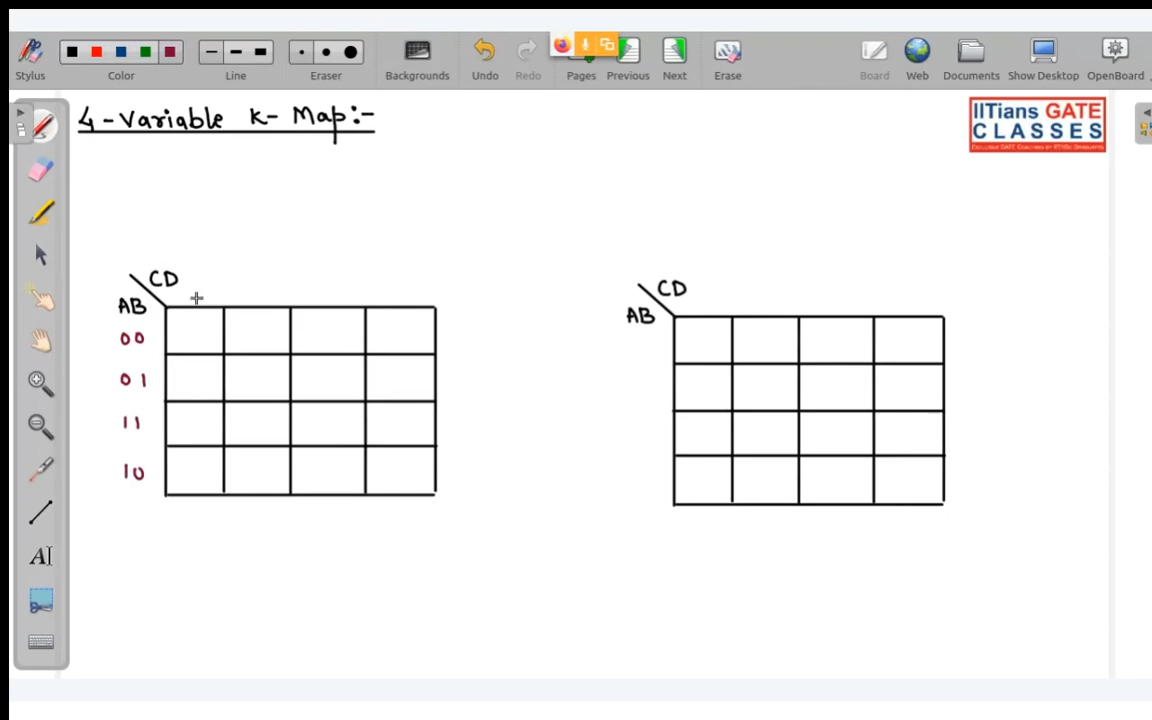 Stylus Color Line Eraser Backgrounds Undo Redo Pages Previous Next Erase Board Web Documents Show Desktop OpenBoard
4-Variable K-Map:-
IITians GATE
CLASSES
CD
AB
00
01
11
10
CD
AB